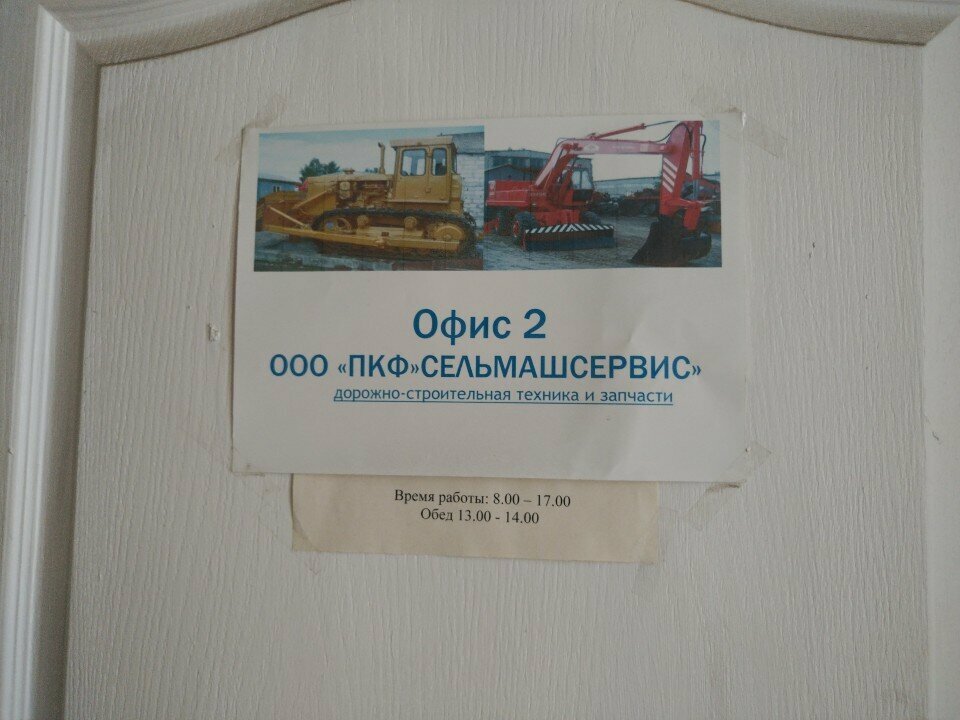 Офис 2
ООО «ПКФ»СЕЛЬМАШСЕРВИС»
дорожно-строительная техника и запчасти
Время работы: 8.00 – 17.00
Обед 13.00 - 14.00